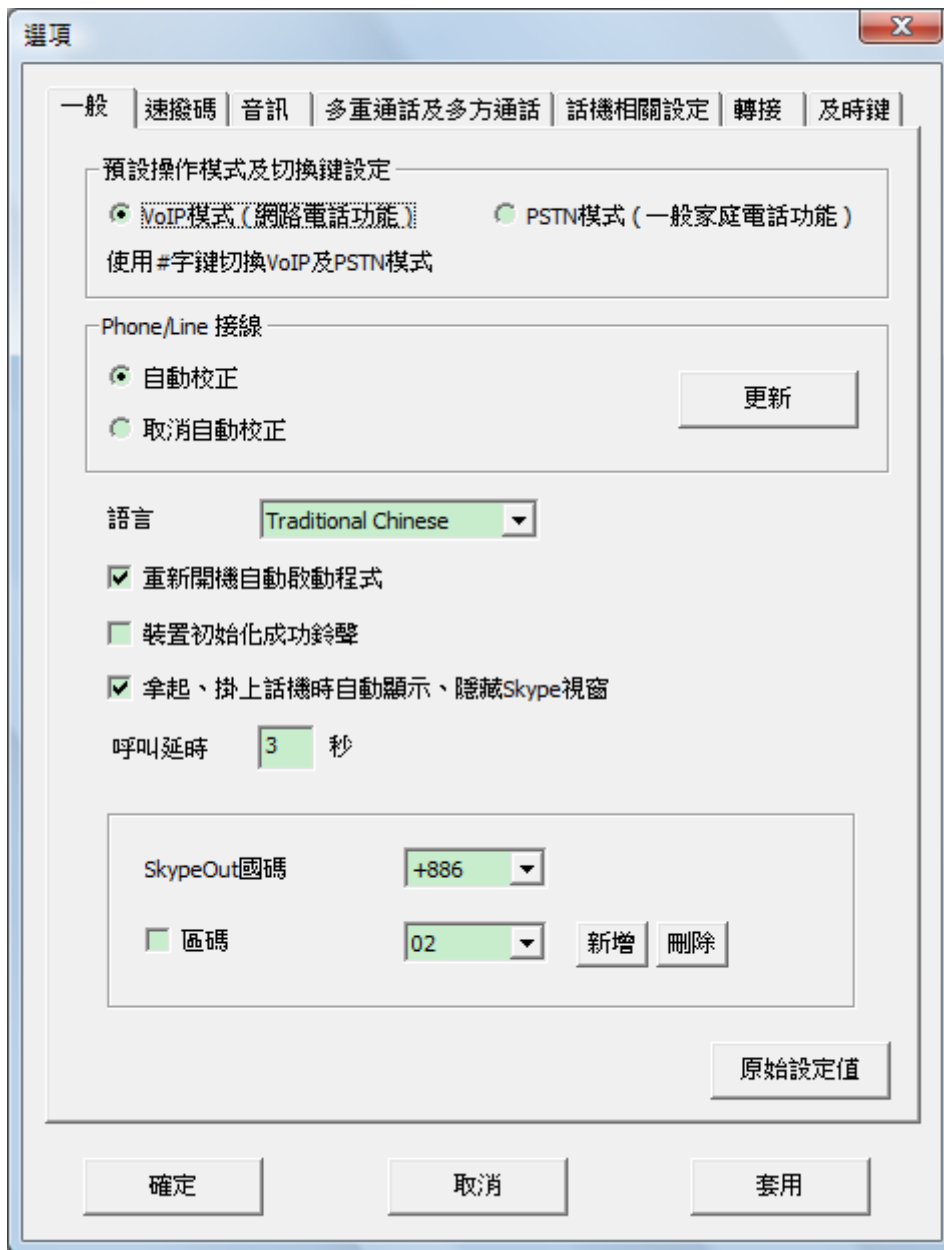 選項
一般 速撥碼 音訊 多重通話及多方通話 話機相關設定 轉接 及時鍵
預設操作模式及切換鍵設定
VoIP模式(網路電話功能) PSTN模式(一般家庭電話功能)
使用#字鍵切換VoIP及PSTN模式
Phone/Line 接線
自動校正
更新
取消自動校正
語言 Traditional Chinese
重新開機自動啟動程式
裝置初始化成功鈴聲
拿起、掛上話機時自動顯示、隱藏Skype視窗
呼叫延時 3 秒
SkypeOut國碼 +886
區碼 02 新增 刪除
原始設定值
確定 取消 套用